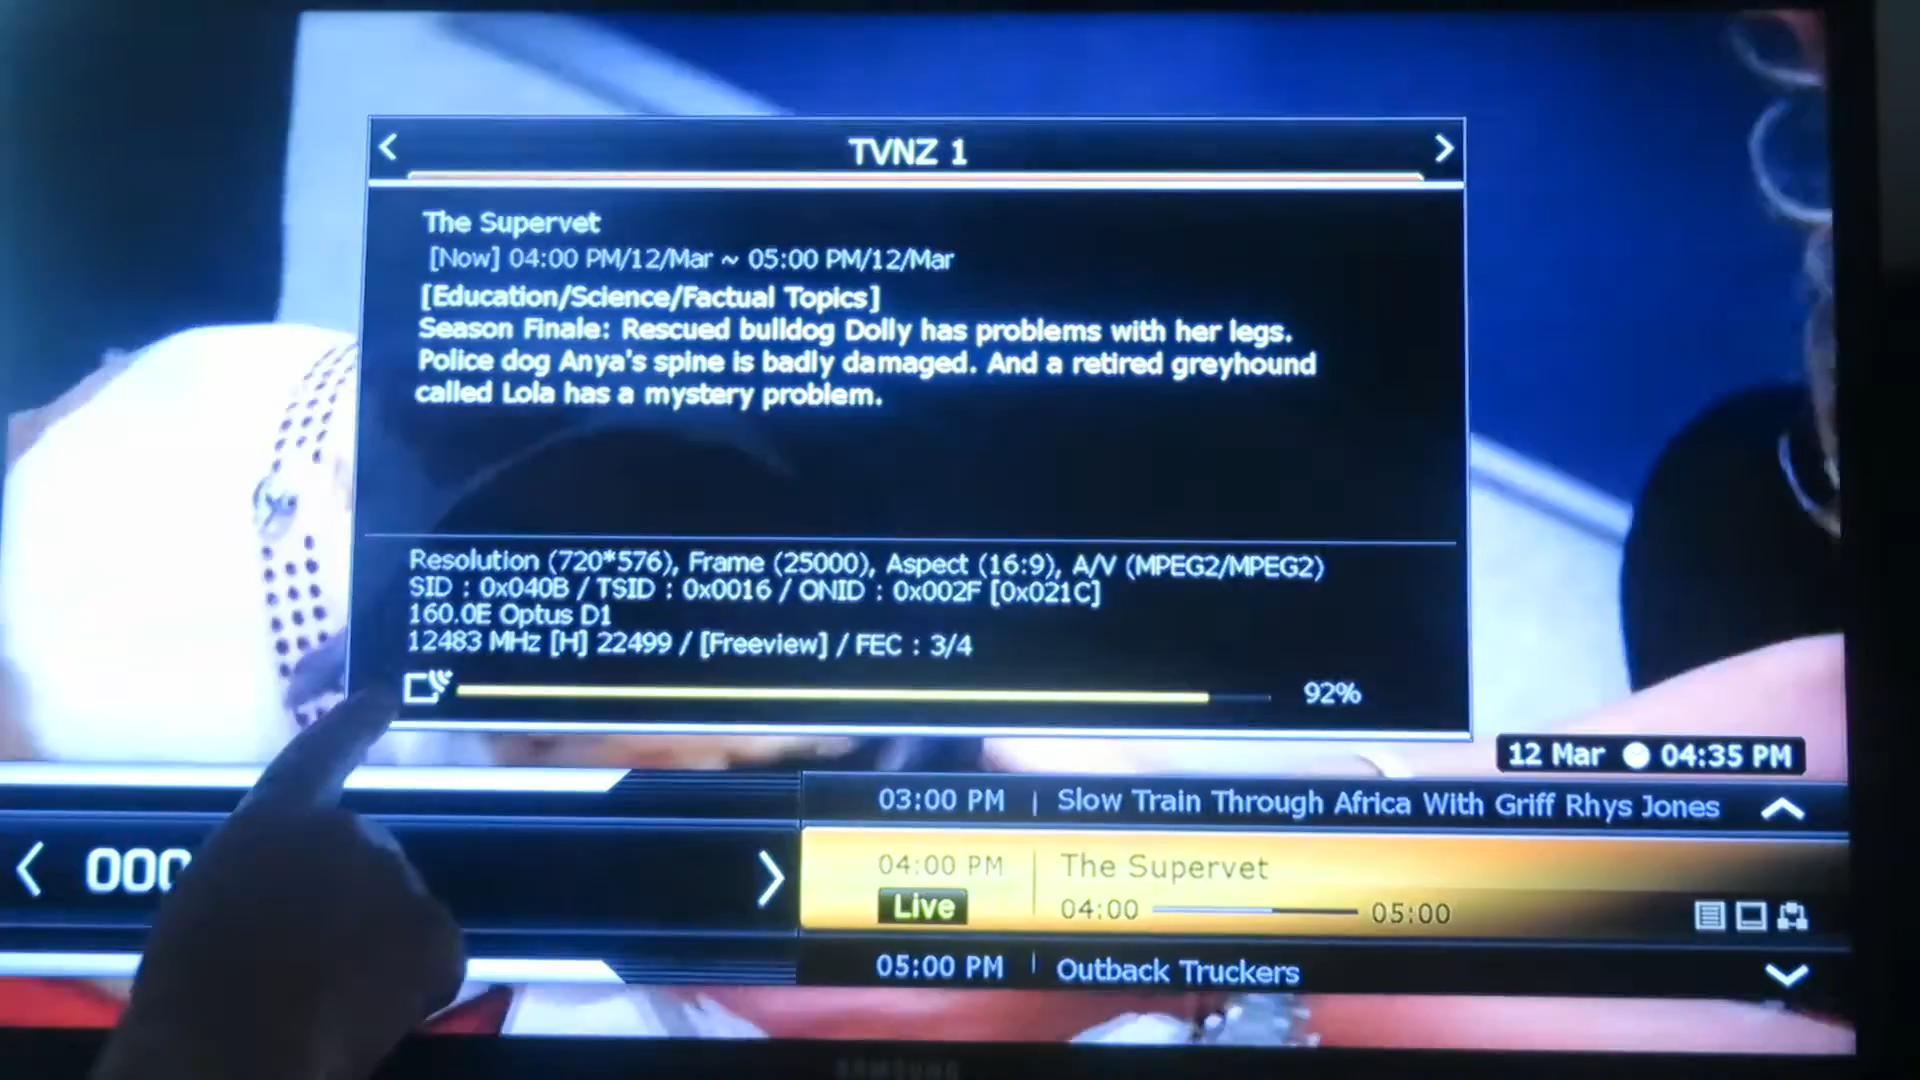 TVNZ 1
The Supervet
[Now] 04:00 PM/12/Mar ~ 05:00 PM/12/Mar
[Education/Science/Factual Topics]
Season Finale: Rescued bulldog Dolly has problems with her legs.
Police dog Anya's spine is badly damaged. And a retired greyhound
called Lola has a mystery problem.
Resolution (720*576), Frame (25000), Aspect (16:9), A/V (MPEG2/MPEG2)
SID : 0x040B / TSID : 0x0016 / ONID : 0x002F [0x021C]
160.0E Optus D1
12483 MHz [H] 22499 / [Freeview] / FEC : 3/4
92%
12 Mar 04:35 PM
03:00 PM | Slow Train Through Africa With Griff Rhys Jones
000
04:00 PM The Supervet
Live 04:00 05:00
05:00 PM | Outback Truckers
SAMSUNG